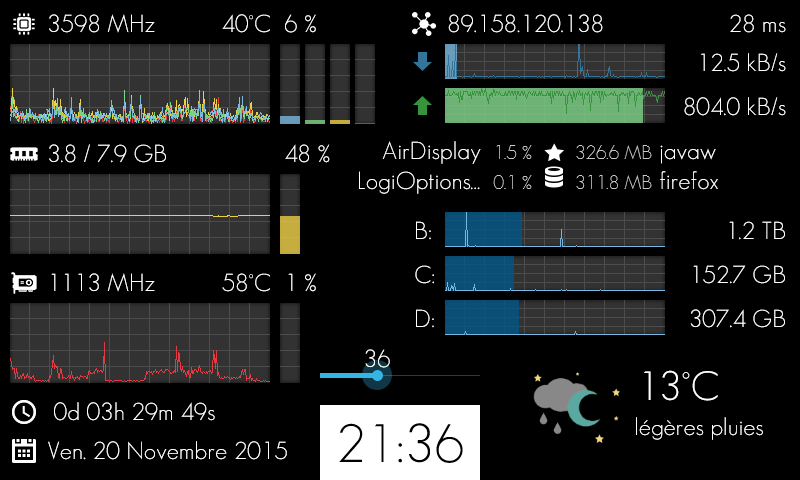 3598 MHz 40°C 6 %
3.8 / 7.9 GB 48 %
1113 MHz 58°C 1 %
0d 03h 29m 49s
Ven. 20 Novembre 2015
89.158.120.138 28 ms
12.5 kB/s
804.0 kB/s
AirDisplay 1.5 % 326.6 MB javaw
LogiOptions... 0.1 % 311.8 MB firefox
B: 1.2 TB
C: 152.7 GB
D: 307.4 GB
36
21:36
13°C
légères pluies